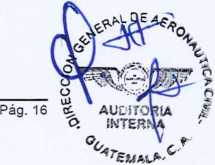 DIRECCION GENERAL DE AERONAUTICA CIVIL
Pág. 16
AUDITORIA
INTERNA
GUATEMALA, C. A.